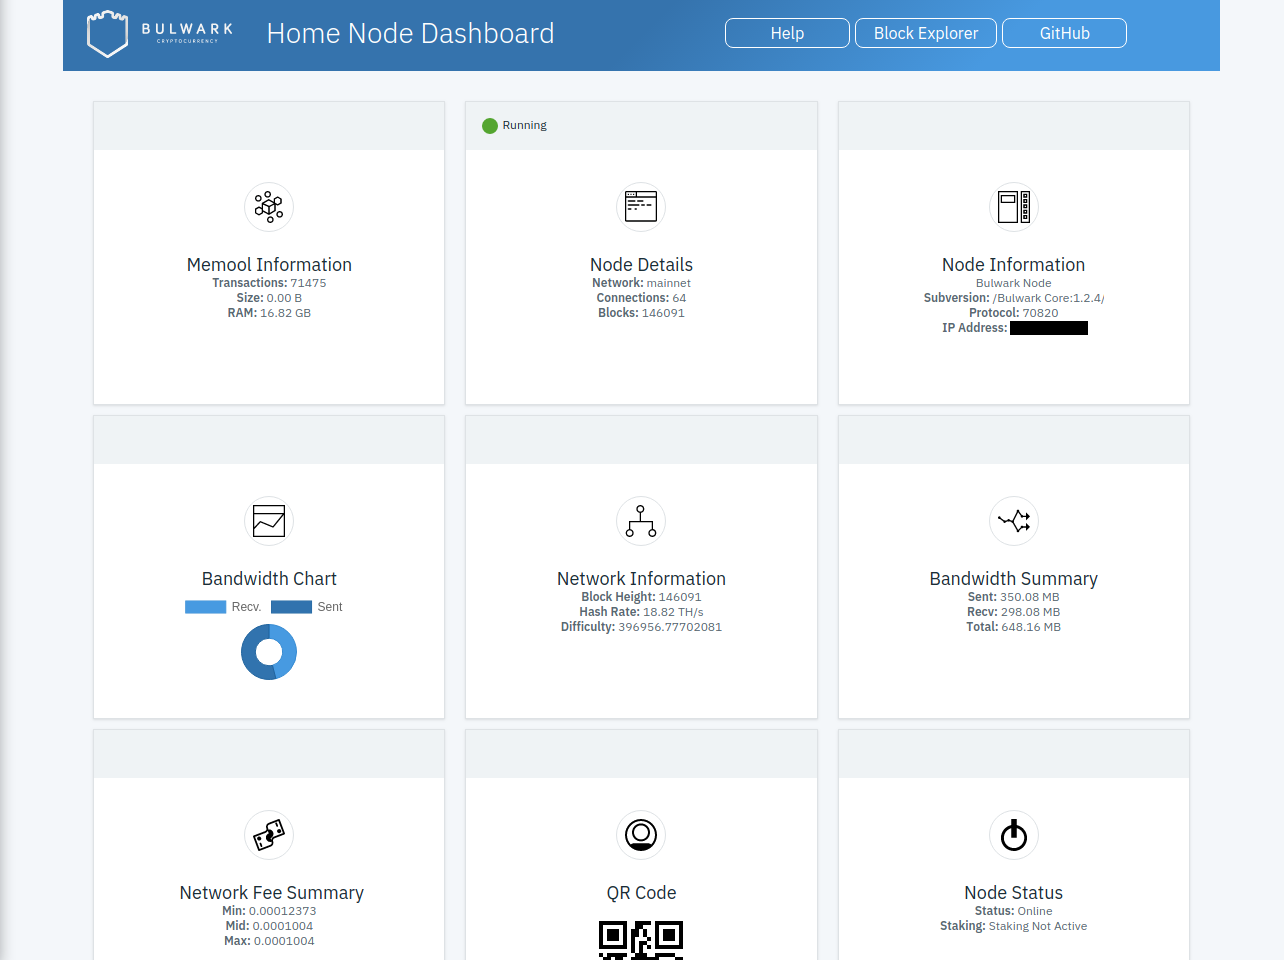 BULWARK
CRYPTOCURRENCY
Home Node Dashboard
Help
Block Explorer
GitHub
Memool Information
Transactions: 71475
Size: 0.00 B
RAM: 16.82 GB
Running
Node Details
Network: mainnet
Connections: 64
Blocks: 146091
Node Information
Bulwark Node
Subversion: /Bulwark Core:1.2.4/
Protocol: 70820
IP Address:
Bandwidth Chart
Recv.
Sent
Network Information
Block Height: 146091
Hash Rate: 18.82 TH/s
Difficulty: 396956.77702081
Bandwidth Summary
Sent: 350.08 MB
Recv: 298.08 MB
Total: 648.16 MB
Network Fee Summary
Min: 0.00012373
Mid: 0.0001004
Max: 0.0001004
QR Code
Node Status
Status: Online
Staking: Staking Not Active